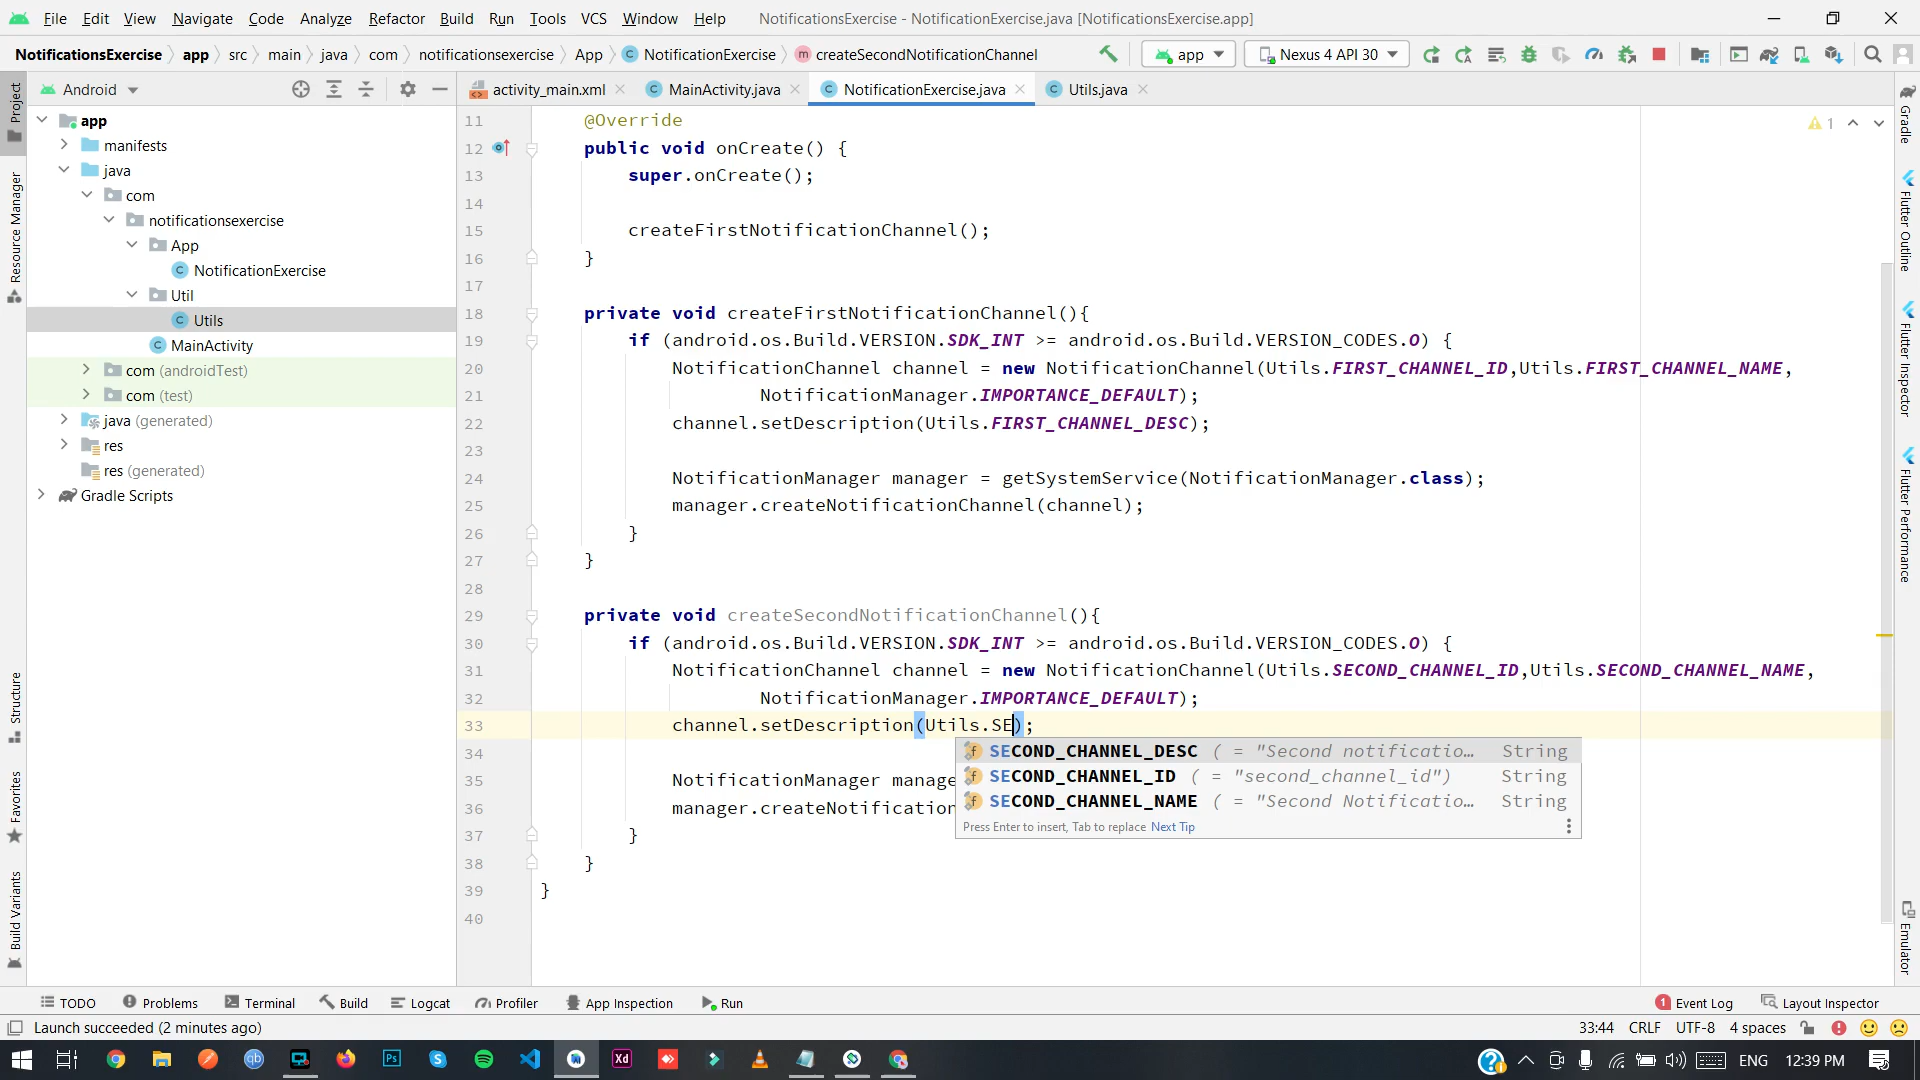 File Edit View Navigate Code Analyze Refactor Build Run Tools VCS Window Help NotificationsExercise - NotificationExercise.java [NotificationsExercise.app]
NotificationsExercise app src main java com notificationsexercise App NotificationExercise createSecondNotificationChannel app Nexus 4 API 30
Android
activity_main.xml MainActivity.java NotificationExercise.java Utils.java
Project
Resource Manager
Structure
Favorites
Build Variants
app
manifests
java
com
notificationsexercise
App
NotificationExercise
Util
Utils
MainActivity
com (androidTest)
com (test)
java (generated)
res
res (generated)
Gradle Scripts
11 @Override
12 public void onCreate() {
13 super.onCreate();
14
15 createFirstNotificationChannel();
16 }
17
18 private void createFirstNotificationChannel(){
19 if (android.os.Build.VERSION.SDK_INT >= android.os.Build.VERSION_CODES.O) {
20 NotificationChannel channel = new NotificationChannel(Utils.FIRST_CHANNEL_ID,Utils.FIRST_CHANNEL_NAME,
21 NotificationManager.IMPORTANCE_DEFAULT);
22 channel.setDescription(Utils.FIRST_CHANNEL_DESC);
23
24 NotificationManager manager = getSystemService(NotificationManager.class);
25 manager.createNotificationChannel(channel);
26 }
27 }
28
29 private void createSecondNotificationChannel(){
30 if (android.os.Build.VERSION.SDK_INT >= android.os.Build.VERSION_CODES.O) {
31 NotificationChannel channel = new NotificationChannel(Utils.SECOND_CHANNEL_ID,Utils.SECOND_CHANNEL_NAME,
32 NotificationManager.IMPORTANCE_DEFAULT);
33 channel.setDescription(Utils.SE);
34
35 NotificationManager manage
36 manager.createNotification
37 }
38 }
39 }
40
SECOND_CHANNEL_DESC ( = "Second notificatio… String
SECOND_CHANNEL_ID ( = "second_channel_id") String
SECOND_CHANNEL_NAME ( = "Second Notificatio… String
Press Enter to insert, Tab to replace Next Tip
1
Gradle
Flutter Outline
Flutter Inspector
Flutter Performance
Emulator
TODO Problems Terminal Build Logcat Profiler App Inspection Run 1 Event Log Layout Inspector
Launch succeeded (2 minutes ago) 33:44 CRLF UTF-8 4 spaces
Ps qb Xd ENG 12:39 PM